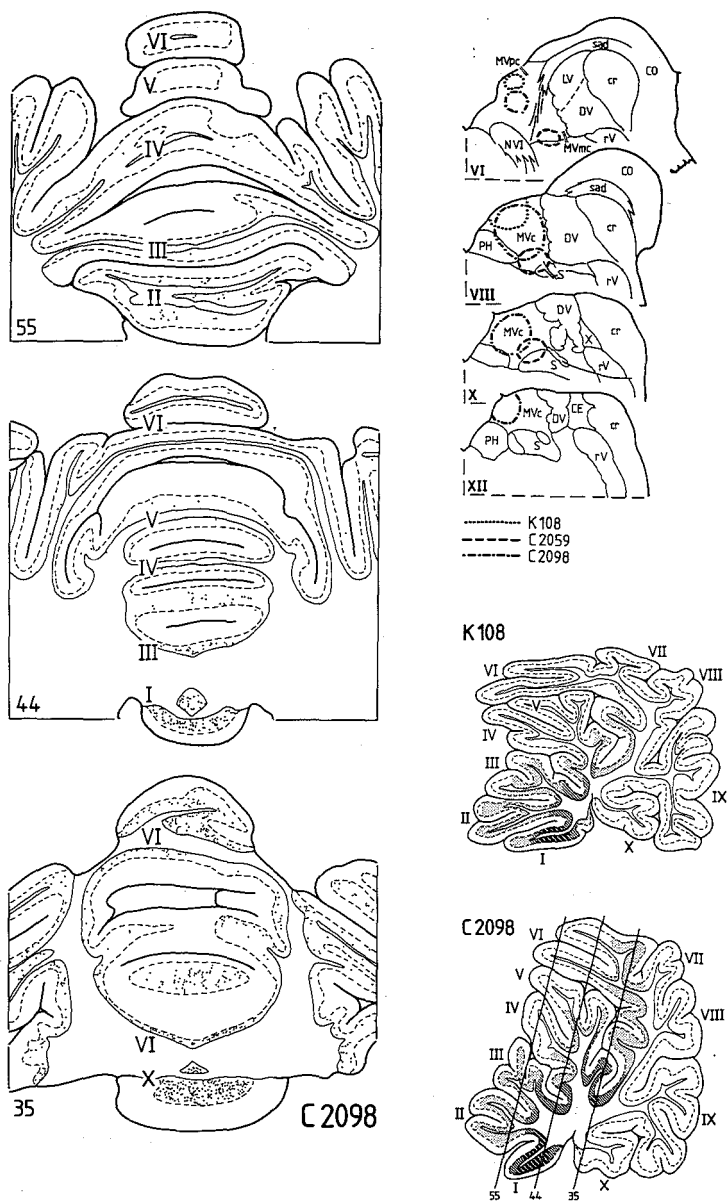 VI
V
IV
III
II
55
VI
V
IV
III
I
44
VI
VI
X
35
C2098
MVpc
sad
LV
cr
CO
DV
NVI
MVmc
rV
VI
CO
sad
PH
MVc
DV
cr
S
rV
VIII
DV
MVc
X
cr
S
rV
X
MVc
DV
CE
cr
PH
S
rV
XII
K108
C2059
C2098
K108
VI
VII
VIII
V
IV
III
IX
II
I
X
C2098
VI
VII
V
IV
VIII
III
II
IX
I
X
55
44
35